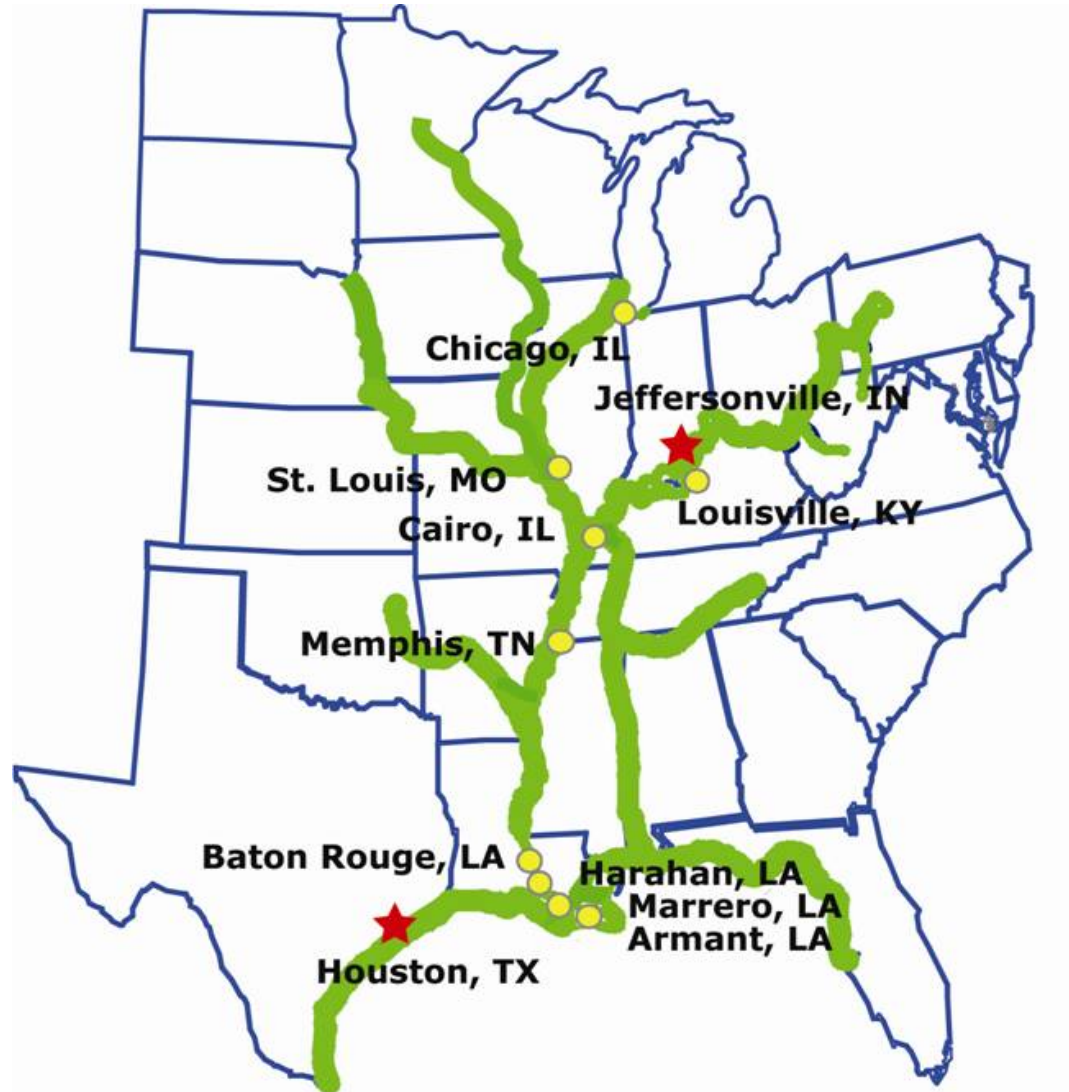 Chicago, IL
Jeffersonville, IN
St. Louis, MO
Louisville, KY
Cairo, IL
Memphis, TN
Baton Rouge, LA
Harahan, LA
Marrero, LA
Armant, LA
Houston, TX